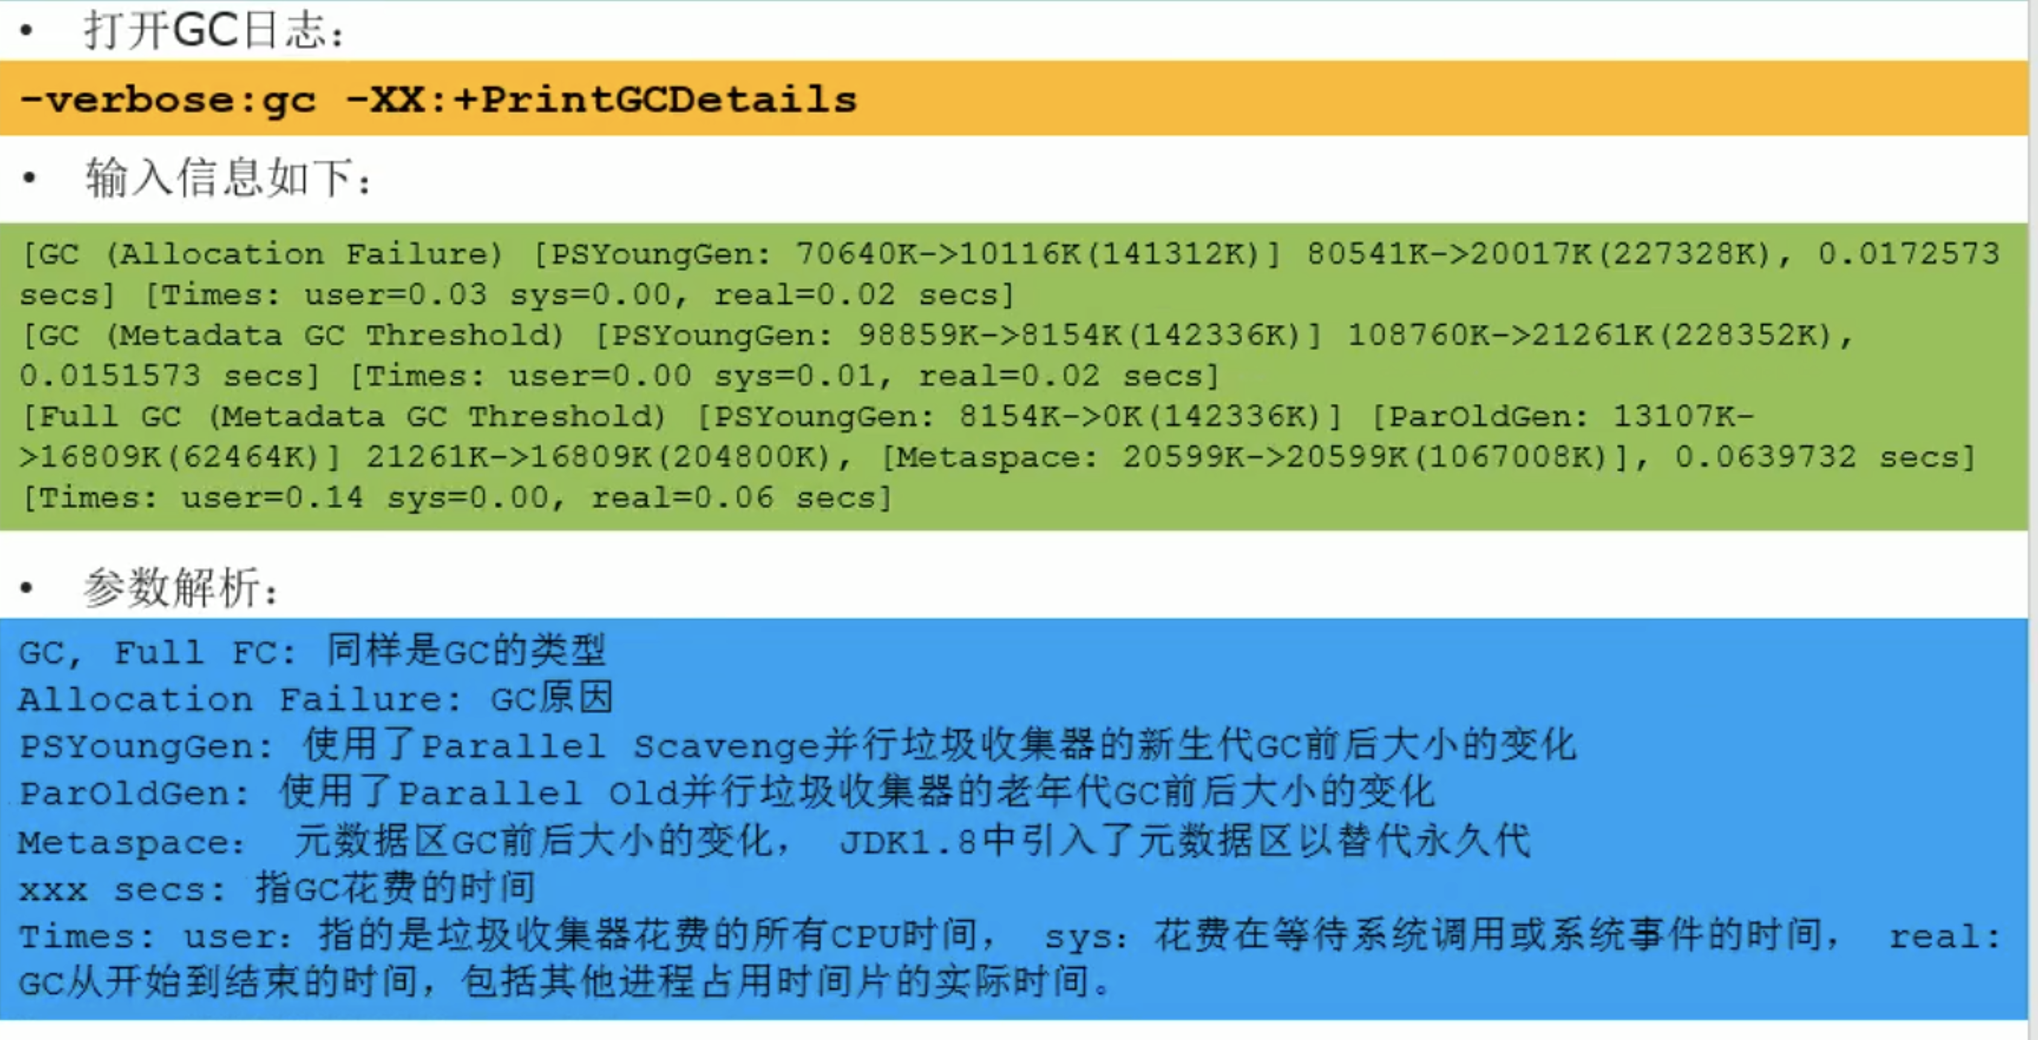 • 打开GC日志：
-verbose:gc -XX:+PrintGCDetails
• 输入信息如下：
[GC (Allocation Failure) [PSYoungGen: 70640K->10116K(141312K)] 80541K->20017K(227328K), 0.0172573
secs] [Times: user=0.03 sys=0.00, real=0.02 secs]
[GC (Metadata GC Threshold) [PSYoungGen: 98859K->8154K(142336K)] 108760K->21261K(228352K),
0.0151573 secs] [Times: user=0.00 sys=0.01, real=0.02 secs]
[Full GC (Metadata GC Threshold) [PSYoungGen: 8154K->0K(142336K)] [ParOldGen: 13107K-
>16809K(62464K)] 21261K->16809K(204800K), [Metaspace: 20599K->20599K(1067008K)], 0.0639732 secs]
[Times: user=0.14 sys=0.00, real=0.06 secs]
• 参数解析：
GC, Full FC: 同样是GC的类型
Allocation Failure: GC原因
PSYoungGen: 使用了Parallel Scavenge并行垃圾收集器的新生代GC前后大小的变化
ParOldGen: 使用了Parallel Old并行垃圾收集器的老年代GC前后大小的变化
Metaspace: 元数据区GC前后大小的变化， JDK1.8中引入了元数据区以替代永久代
xxx secs: 指GC花费的时间
Times: user: 指的是垃圾收集器花费的所有CPU时间， sys: 花费在等待系统调用或系统事件的时间， real:
GC从开始到结束的时间，包括其他进程占用时间片的实际时间。